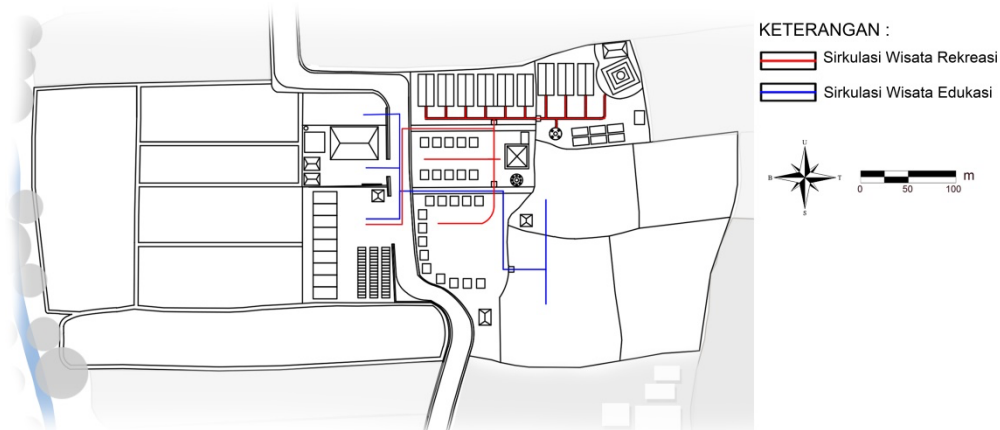 KETERANGAN :
Sirkulasi Wisata Rekreasi
Sirkulasi Wisata Edukasi
U
B
T
S
m
0 50 100